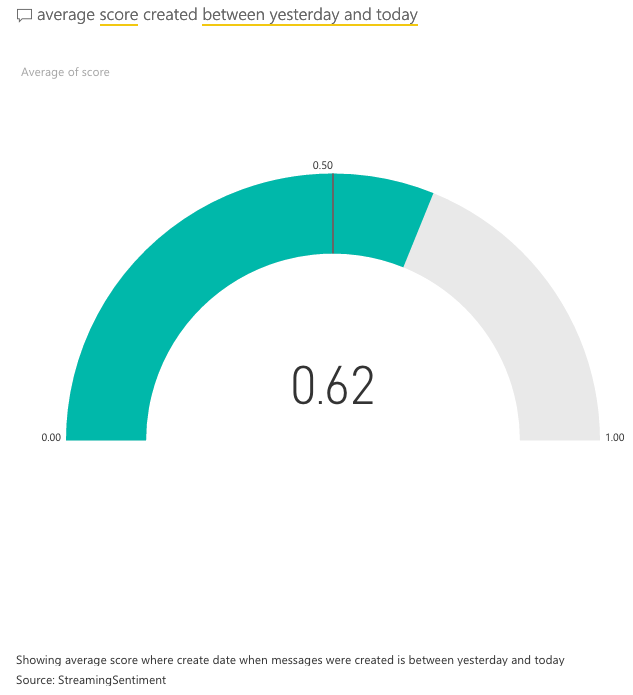 average score created between yesterday and today
Average of score
0.50
0.62
0.00
1.00
Showing average score where create date when messages were created is between yesterday and today
Source: StreamingSentiment